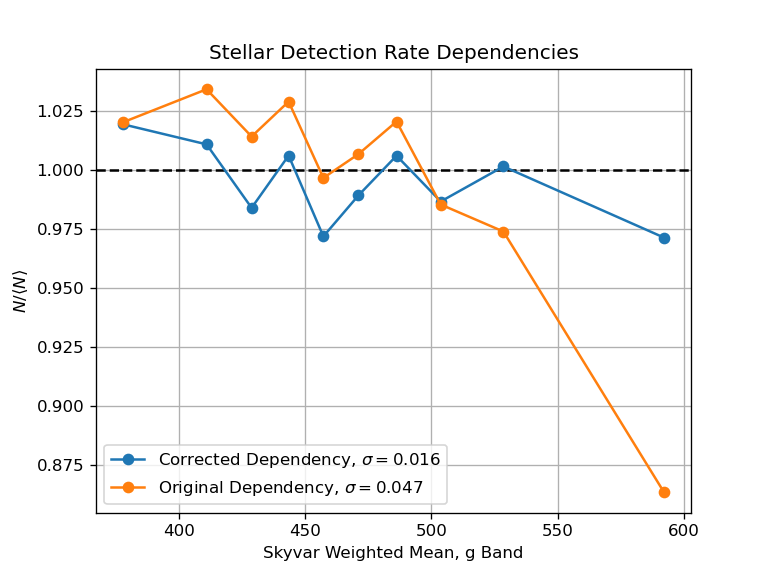 Stellar Detection Rate Dependencies
N/⟨N⟩
1.025
1.000
0.975
0.950
0.925
0.900
0.875
Corrected Dependency, σ = 0.016
Original Dependency, σ = 0.047
400 450 500 550 600
Skyvar Weighted Mean, g Band